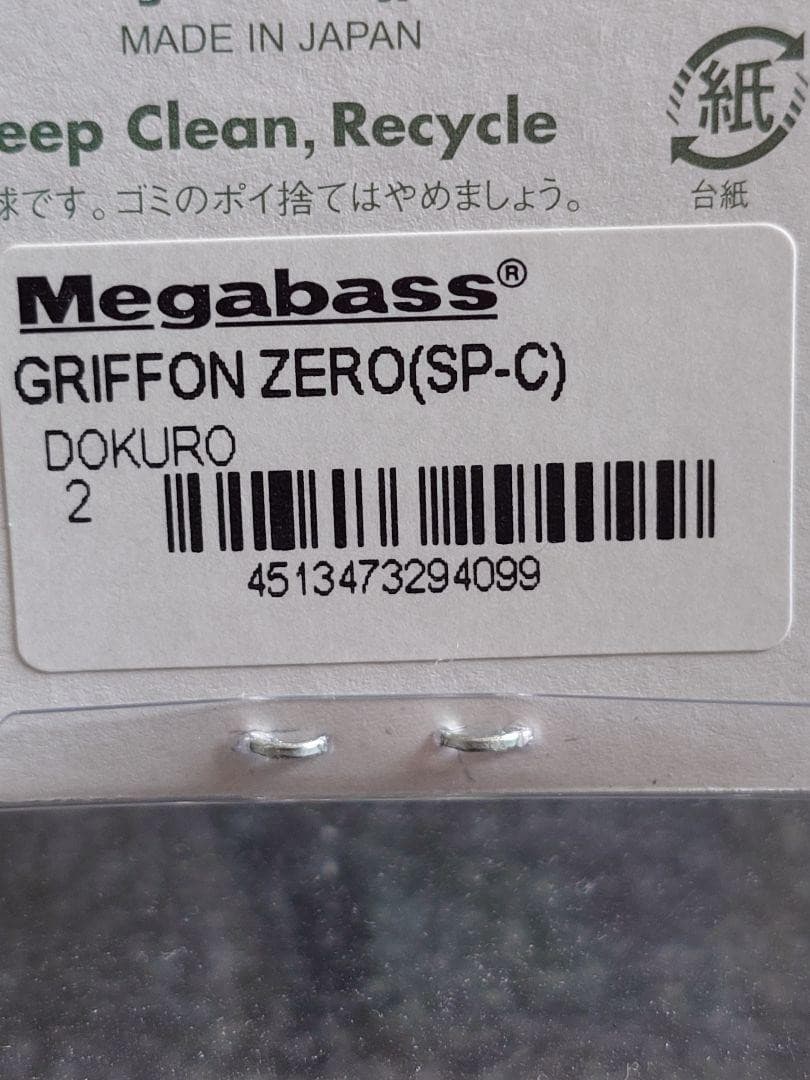 MADE IN JAPAN
eep Clean, Recycle
紙
球です。ゴミのポイ捨てはやめましょう。
台紙
Megabass®
GRIFFON ZERO(SP-C)
DOKURO
2
4513473294099